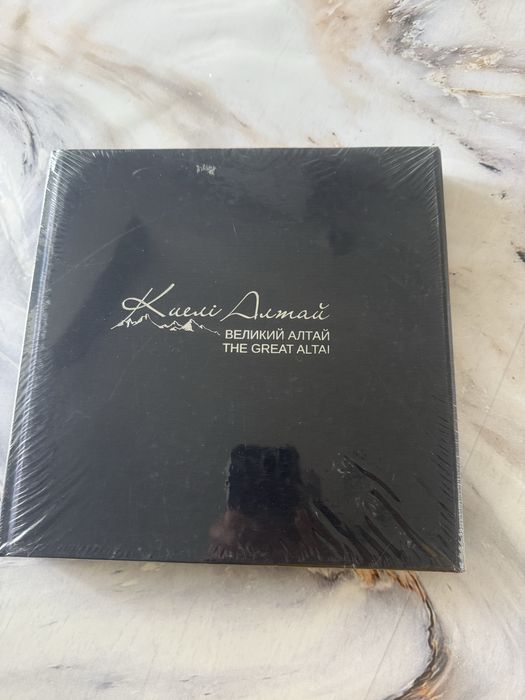 Киелі Алтай
ВЕЛИКИЙ АЛТАЙ
THE GREAT ALTAI